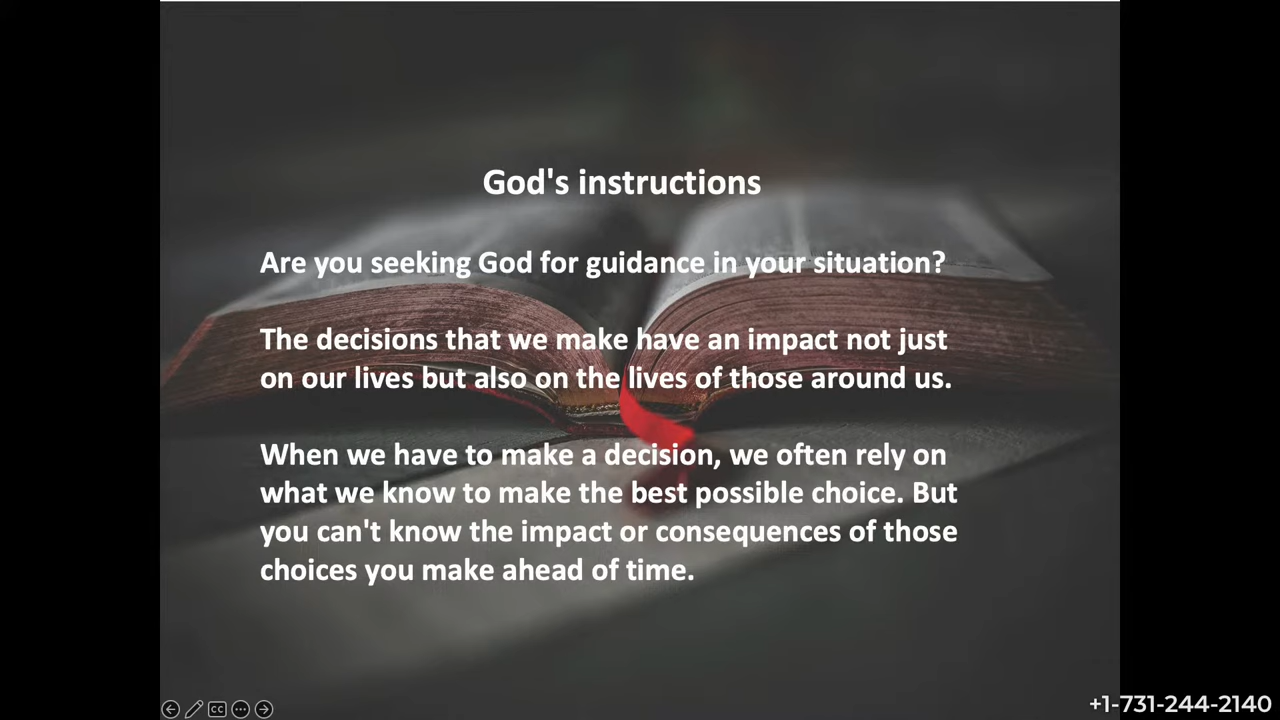 God's instructions
Are you seeking God for guidance in your situation?
The decisions that we make have an impact not just
on our lives but also on the lives of those around us.
When we have to make a decision, we often rely on
what we know to make the best possible choice. But
you can't know the impact or consequences of those
choices you make ahead of time.
CC
+1-731-244-2140